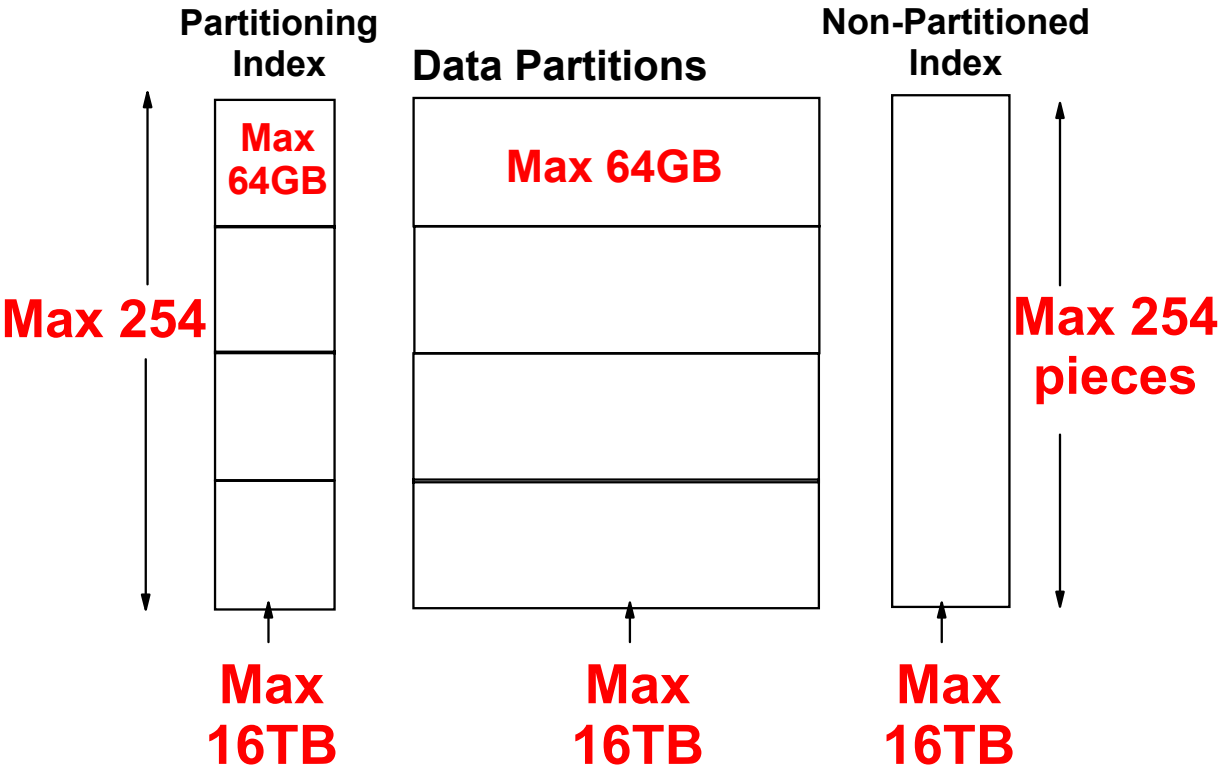 Partitioning
Index
Data Partitions
Non-Partitioned
Index
Max
64GB
Max 64GB
Max 254
Max 254
pieces
Max
16TB
Max
16TB
Max
16TB